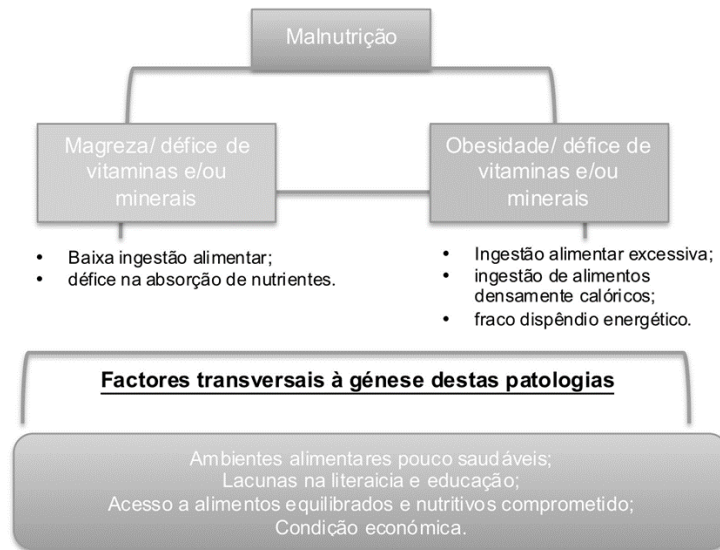 Malnutrição
Magreza/ défice de
vitaminas e/ou
minerais
Obesidade/ défice de
vitaminas e/ou
minerais
• Baixa ingestão alimentar;
• défice na absorção de nutrientes.
• Ingestão alimentar excessiva;
• ingestão de alimentos
densamente calóricos;
• fraco dispêndio energético.
Factores transversais à génese destas patologias
Ambientes alimentares pouco saudáveis;
Lacunas na literaicia e educação;
Acesso a alimentos equilibrados e nutritivos comprometido;
Condição económica.